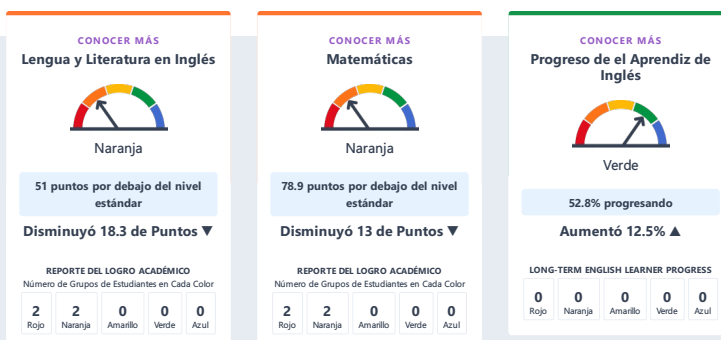 CONOCER MÁS
Lengua y Literatura en Inglés
Naranja
51 puntos por debajo del nivel
estándar
Disminuyó 18.3 de Puntos ▼
REPORTE DEL LOGRO ACADÉMICO
Número de Grupos de Estudiantes en Cada Color
2 2 0 0 0
Rojo Naranja Amarillo Verde Azul
CONOCER MÁS
Matemáticas
Naranja
78.9 puntos por debajo del nivel
estándar
Disminuyó 13 de Puntos ▼
REPORTE DEL LOGRO ACADÉMICO
Número de Grupos de Estudiantes en Cada Color
2 2 0 0 0
Rojo Naranja Amarillo Verde Azul
CONOCER MÁS
Progreso de el Aprendiz de
Inglés
Verde
52.8% progresando
Aumentó 12.5% ▲
LONG-TERM ENGLISH LEARNER PROGRESS
0 0 0 0 0
Rojo Naranja Amarillo Verde Azul